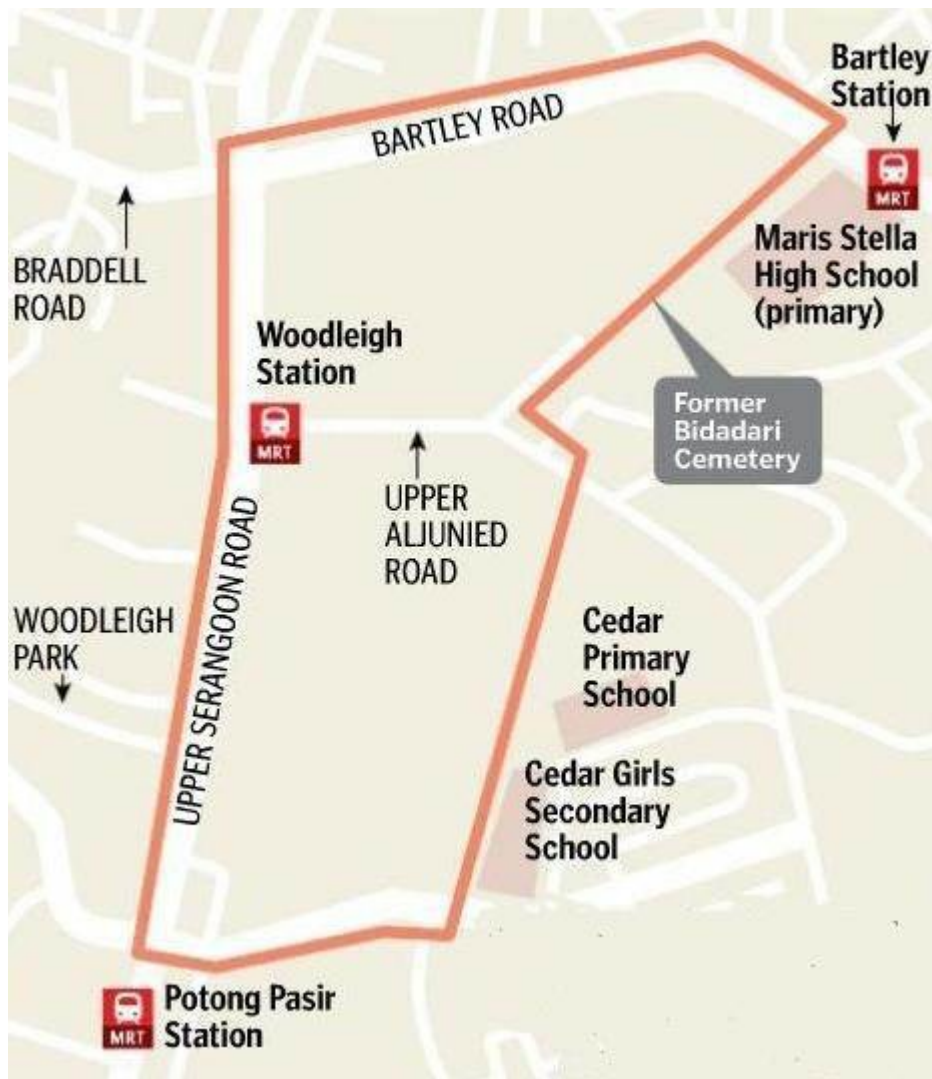 Bartley
Station
MRT
BARTLEY ROAD
Maris Stella
High School
(primary)
BRADDELL
ROAD
Woodleigh
Station
MRT
Former
Bidadari
Cemetery
UPPER
ALJUNIED
ROAD
UPPER SERANGOON ROAD
WOODLEIGH
PARK
Cedar
Primary
School
Cedar Girls
Secondary
School
MRT
Potong Pasir
Station